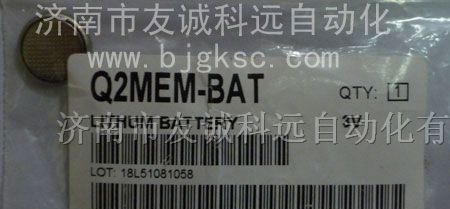 济南市友诚科远自动化
www.bjgksc.com
Q2MEM-BAT
QTY: 1
LITHIUM BATTERY 3V
济南市友诚科远自动化有
LOT: 18L51081058